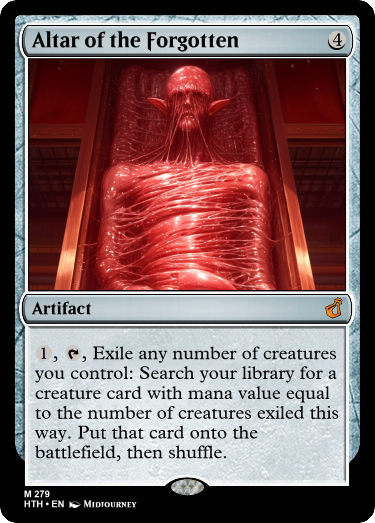 Altar of the Forgotten 4
Artifact
1, T, Exile any number of creatures
you control: Search your library for a
creature card with mana value equal
to the number of creatures exiled this
way. Put that card onto the
battlefield, then shuffle.
M 279
HTH • EN Midjourney